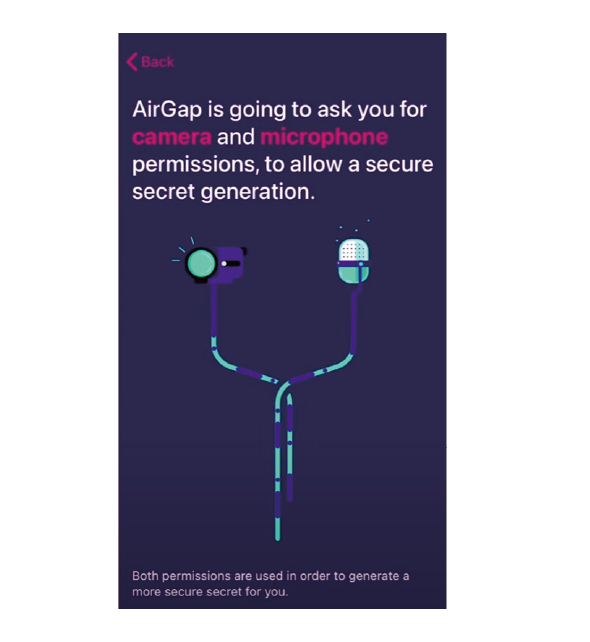 Back
AirGap is going to ask you for
camera and microphone
permissions, to allow a secure
secret generation.
Both permissions are used in order to generate a
more secure secret for you.